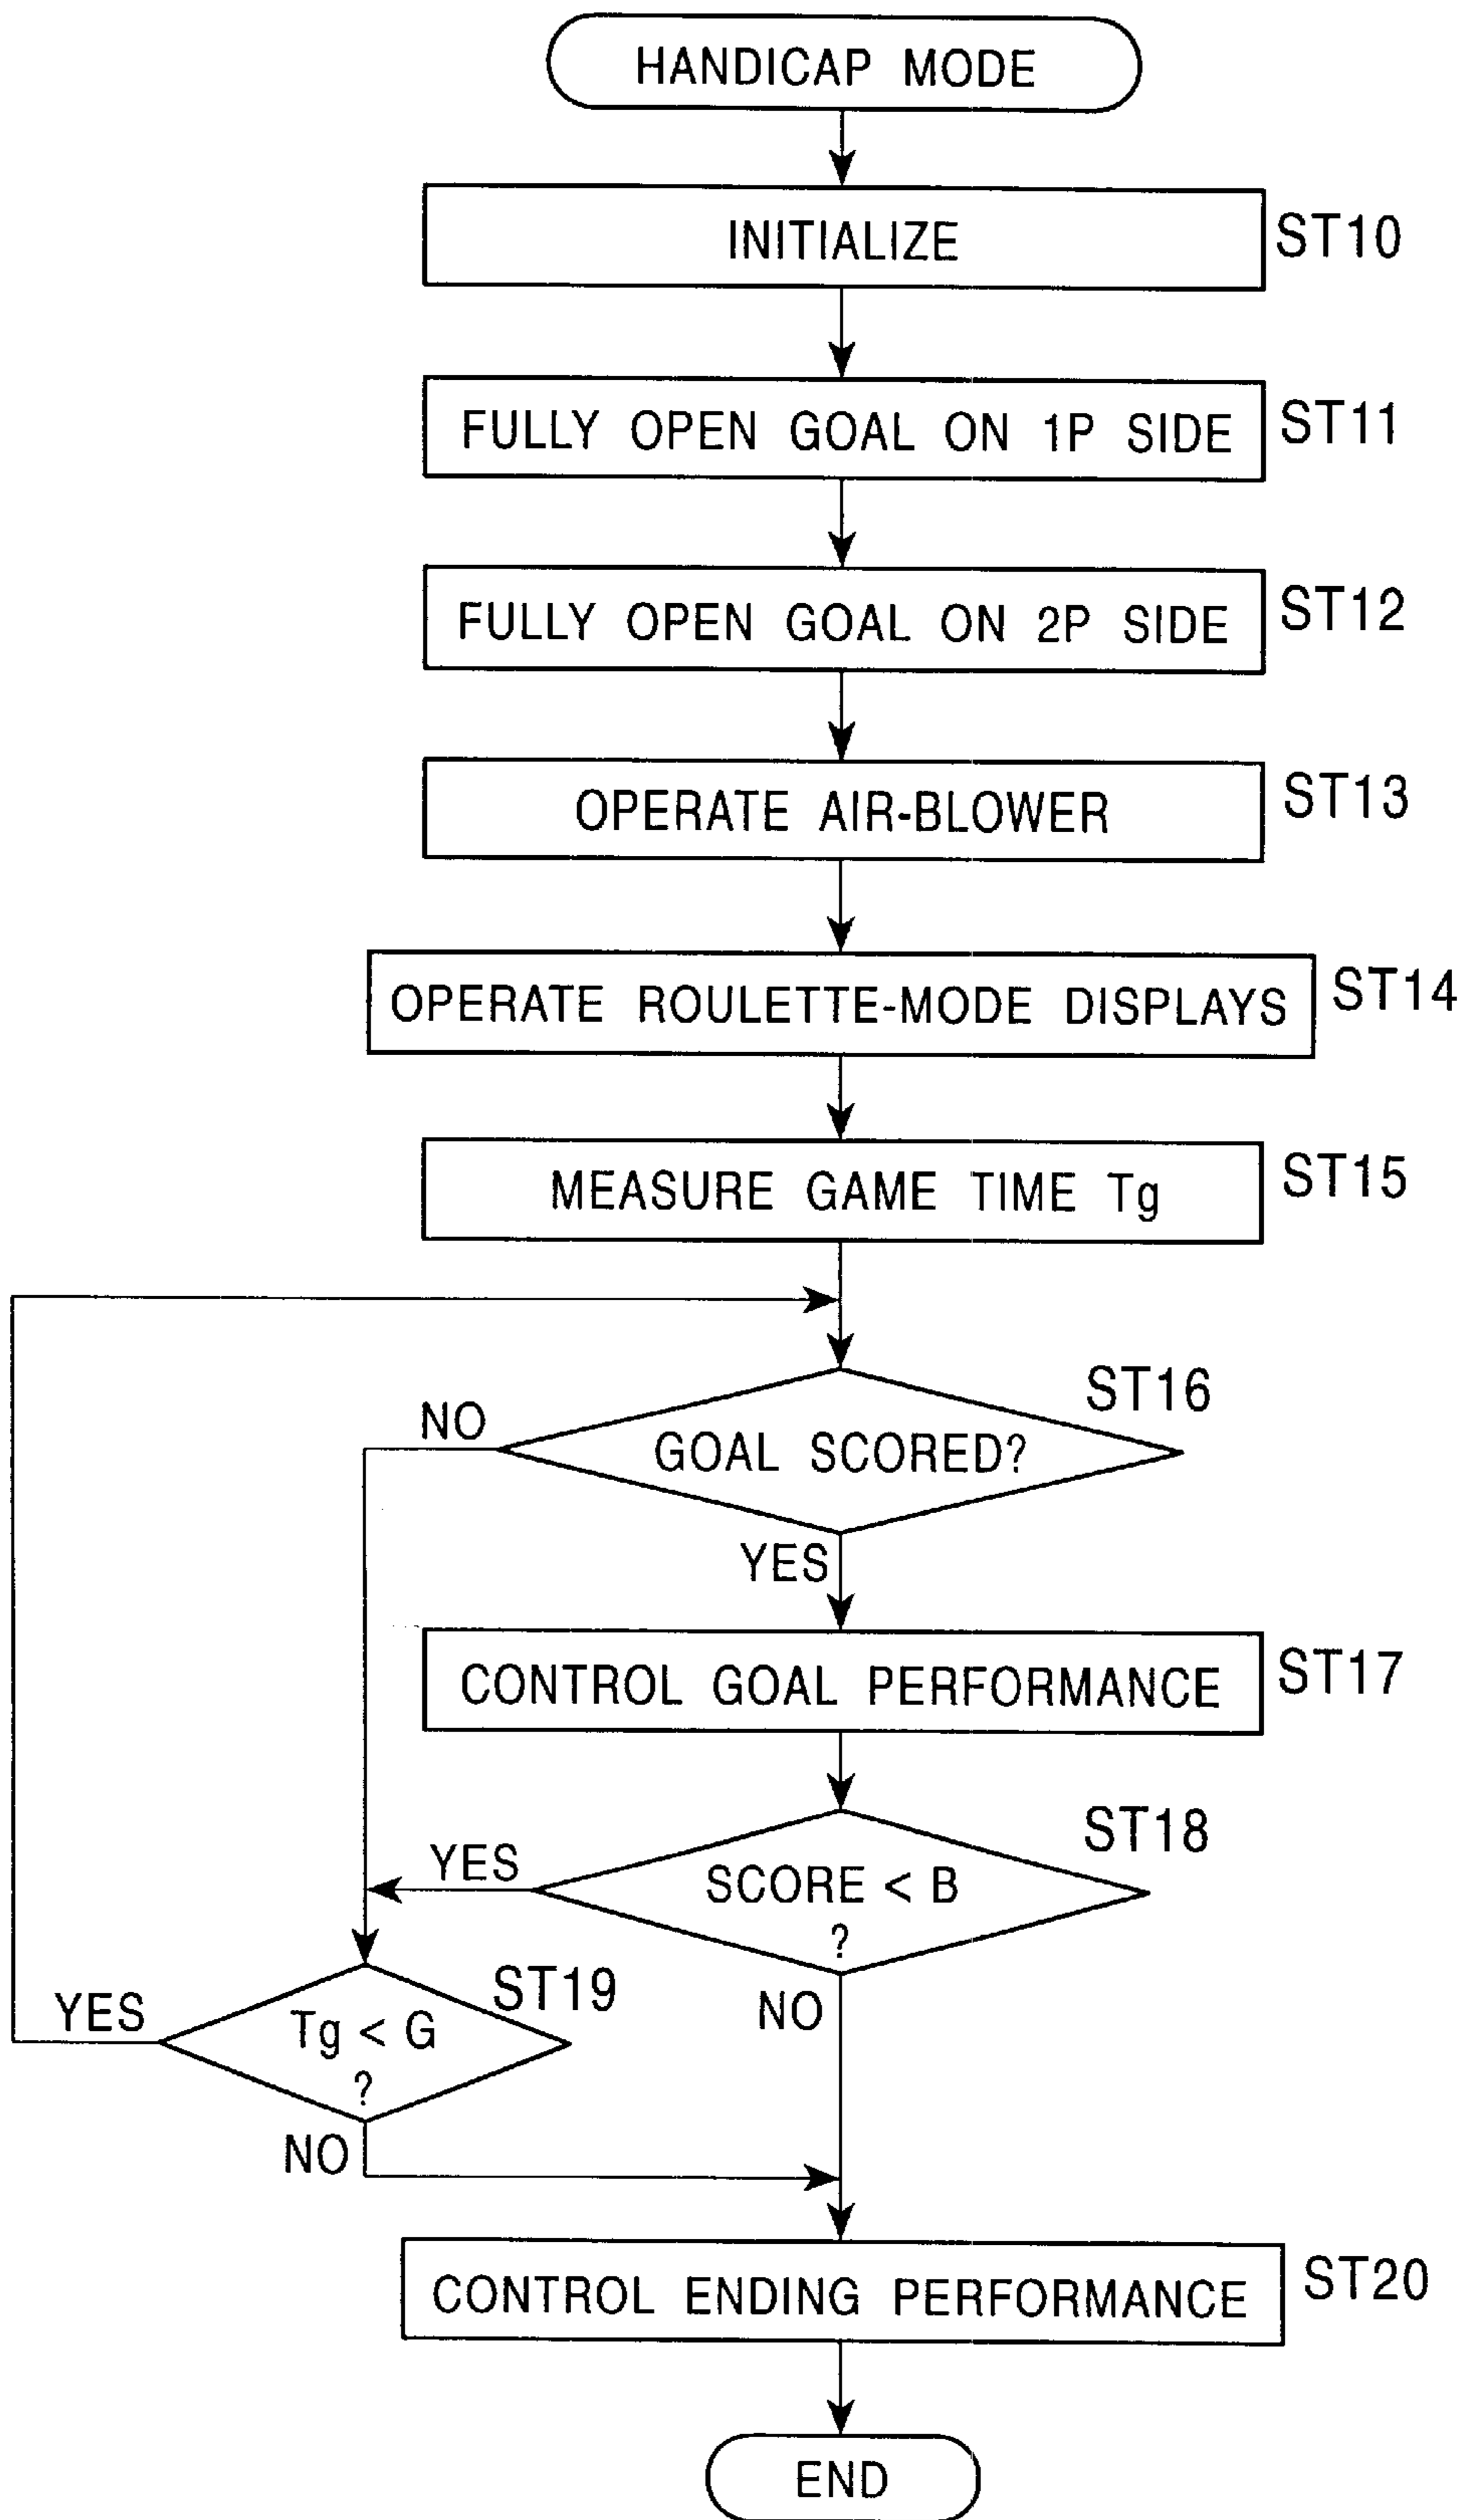 HANDICAP MODE
INITIALIZE
ST10
FULLY OPEN GOAL ON 1P SIDE
ST11
FULLY OPEN GOAL ON 2P SIDE
ST12
OPERATE AIR-BLOWER
ST13
OPERATE ROULETTE-MODE DISPLAYS
ST14
MEASURE GAME TIME Tg
ST15
ST16
NO
GOAL SCORED?
YES
CONTROL GOAL PERFORMANCE
ST17
ST18
YES
SCORE < B
?
NO
ST19
YES
Tg < G
?
NO
CONTROL ENDING PERFORMANCE
ST20
END